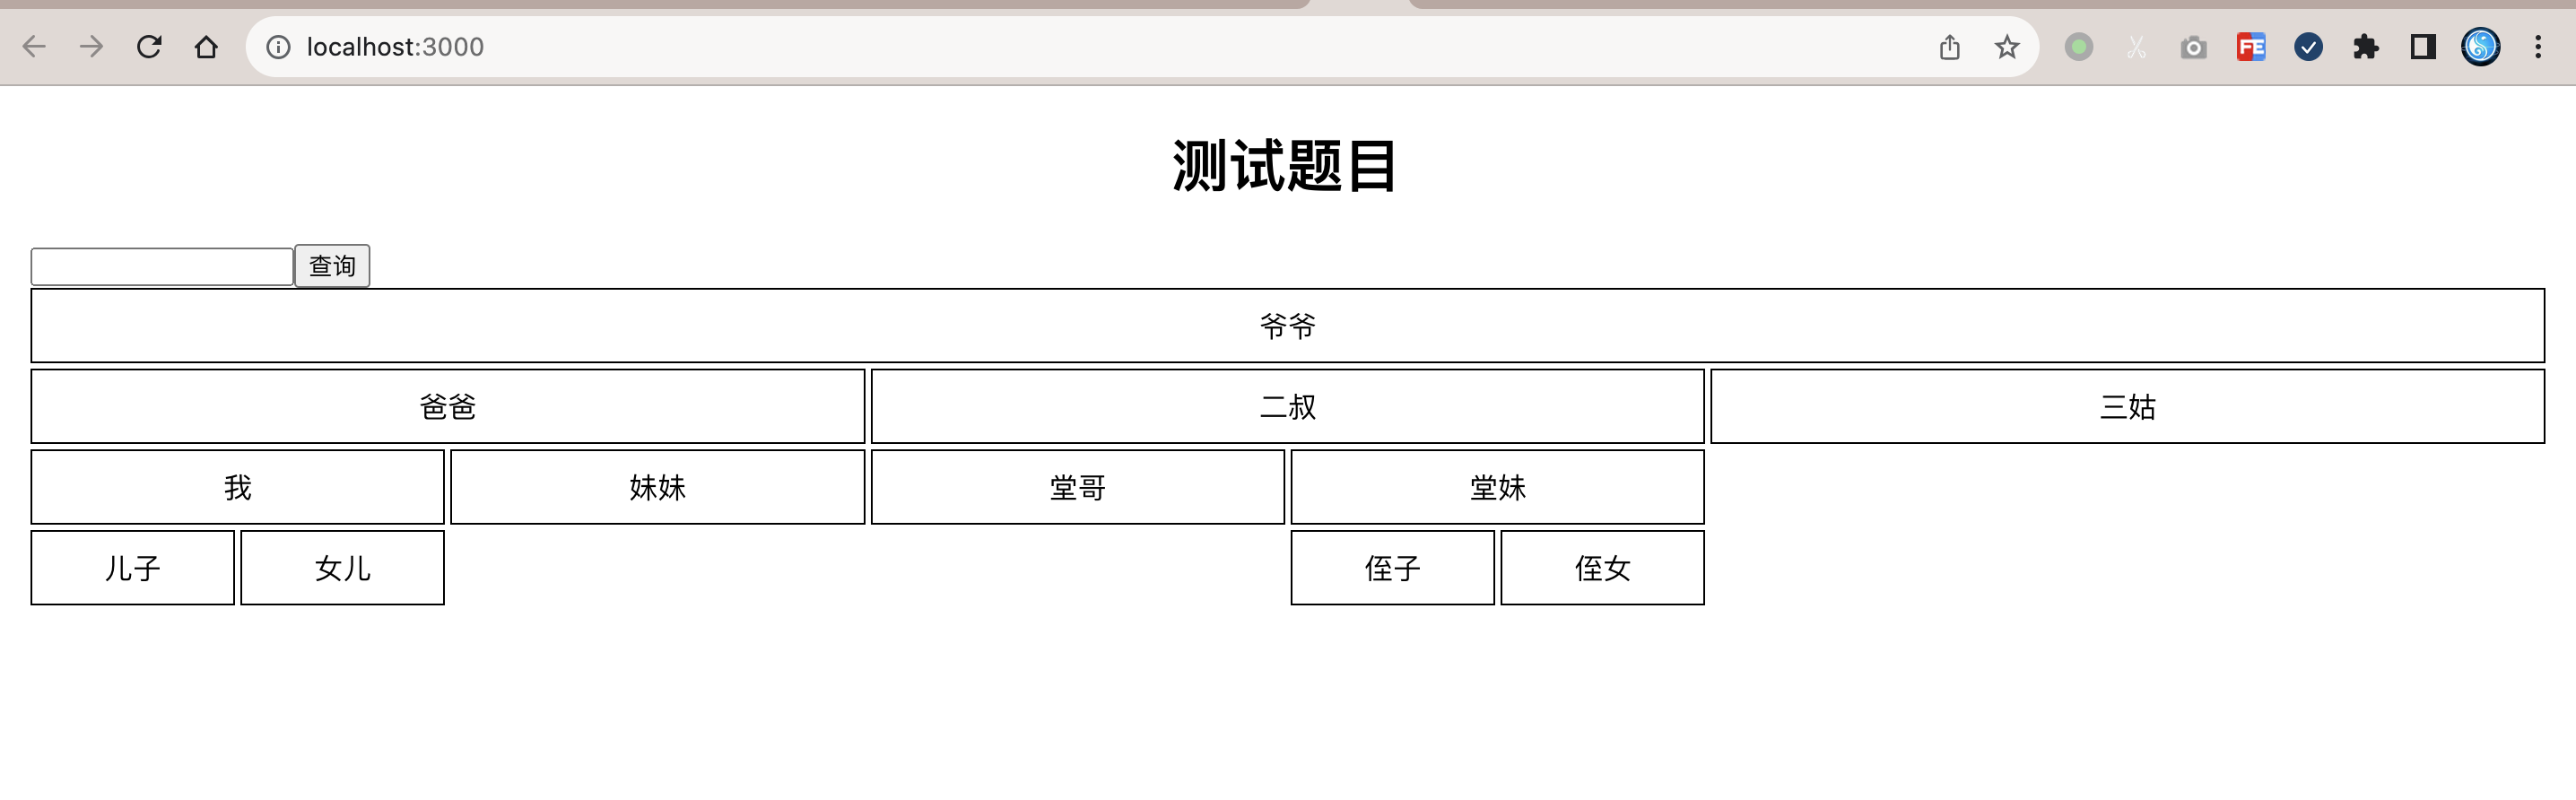 localhost:3000
FE
测试题目
查询
爷爷
爸爸 二叔 三姑
我 妹妹 堂哥 堂妹
儿子 女儿 侄子 侄女